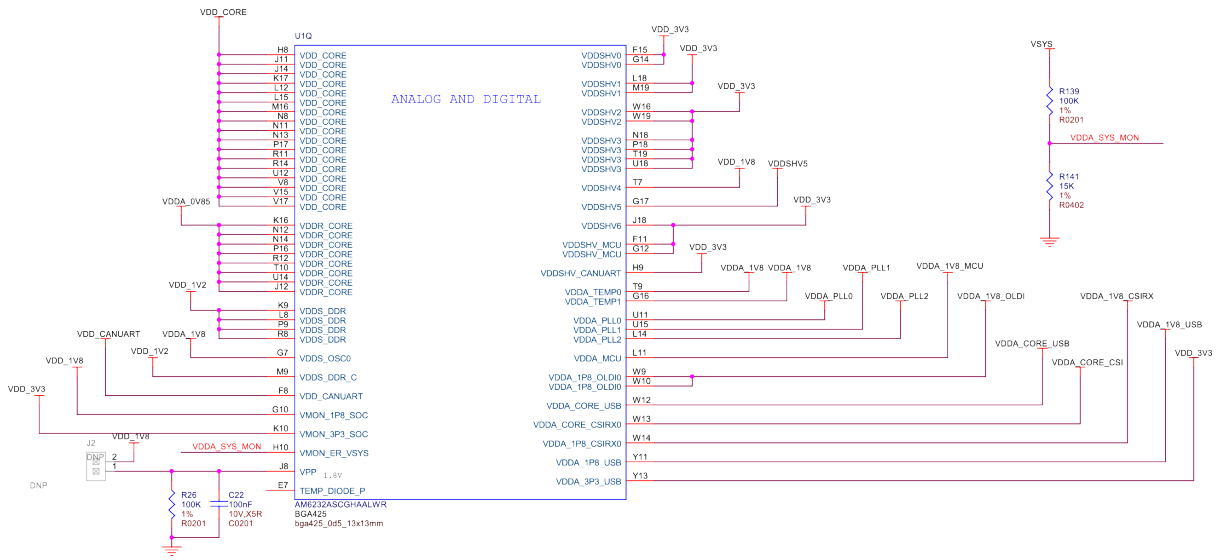 VDD_CORE
U1Q
ANALOG AND DIGITAL
H8 VDD_CORE
J11 VDD_CORE
J14 VDD_CORE
K17 VDD_CORE
L12 VDD_CORE
L15 VDD_CORE
M16 VDD_CORE
N8 VDD_CORE
N11 VDD_CORE
N13 VDD_CORE
P17 VDD_CORE
R11 VDD_CORE
R14 VDD_CORE
U12 VDD_CORE
V8 VDD_CORE
V15 VDD_CORE
V17 VDD_CORE
VDDA_0V85
K16 VDDR_CORE
N12 VDDR_CORE
N14 VDDR_CORE
P16 VDDR_CORE
R12 VDDR_CORE
T10 VDDR_CORE
U14 VDDR_CORE
J12 VDDR_CORE
VDD_1V2
K9 VDDS_DDR
L8 VDDS_DDR
P9 VDDS_DDR
R8 VDDS_DDR
VDD_CANUART
VDDA_1V8
G7 VDDS_OSC0
VDD_1V2
M9 VDDS_DDR_C
VDD_1V8
F8 VDD_CANUART
VDD_3V3
G10 VMON_1P8_SOC
K10 VMON_3P3_SOC
VDD_1V8
VDDA_SYS_MON
H10 VMON_ER_VSYS
J2
DNP
2
1
DNP
J8 VPP
1.8V
E7 TEMP_DIODE_P
R26
100K
1%
R0201
C22
100nF
10V,X5R
C0201
AM6232ASCGHAALWR
BGA425
bga425_0d5_13x13mm
VDD_3V3
VDD_3V3
VDDSHV0 F15
VDDSHV0 G14
VDDSHV1 L18
VDDSHV1 M19
VDD_3V3
VDDSHV2 W16
VDDSHV2 W19
VDDSHV3 N18
VDDSHV3 P18
VDDSHV3 T19
VDDSHV3 U18
VDD_1V8
VDDSHV5
VDDSHV4 T7
VDDSHV5 G17
VDD_3V3
VDDSHV6 J18
VDDSHV_MCU F11
VDDSHV_MCU G12
VDD_3V3
VDDSHV_CANUART H9
VDDA_1V8
VDDA_1V8
VDDA_PLL1
VDDA_1V8_MCU
VDDA_TEMP0 T9
VDDA_TEMP1 G16
VDDA_PLL0
VDDA_PLL2
VDDA_1V8_OLDI
VDDA_1V8_CSIRX
VDDA_PLL0 U11
VDDA_PLL1 U15
VDDA_PLL2 L14
VDDA_1V8_USB
VDDA_CORE_USB
VDDA_MCU L11
VDD_3V3
VDDA_CORE_CSI
VDDA_1P8_OLDI0 W9
VDDA_1P8_OLDI0 W10
VDDA_CORE_USB W12
VDDA_CORE_CSIRX0 W13
VDDA_1P8_CSIRX0 W14
VDDA_1P8_USB Y11
VDDA_3P3_USB Y13
VSYS
R139
100K
1%
R0201
VDDA_SYS_MON
R141
15K
1%
R0402